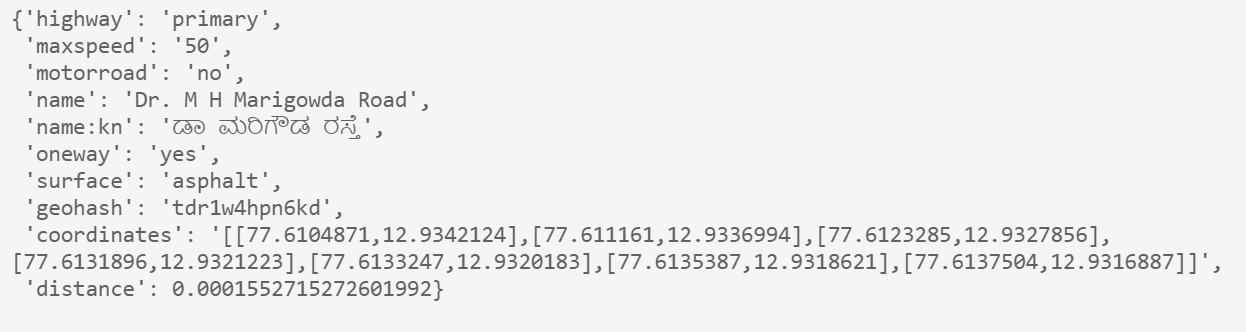 {'highway': 'primary',
 'maxspeed': '50',
 'motorroad': 'no',
 'name': 'Dr. M H Marigowda Road',
 'name:kn': 'ಡಾ ಮರಿಗೌಡ ರಸ್ತೆ',
 'oneway': 'yes',
 'surface': 'asphalt',
 'geohash': 'tdr1w4hpn6kd',
 'coordinates': '[[77.6104871,12.9342124],[77.611161,12.9336994],[77.6123285,12.9327856],
[77.6131896,12.9321223],[77.6133247,12.9320183],[77.6135387,12.9318621],[77.6137504,12.9316887]]',
 'distance': 0.0001552715272601992}